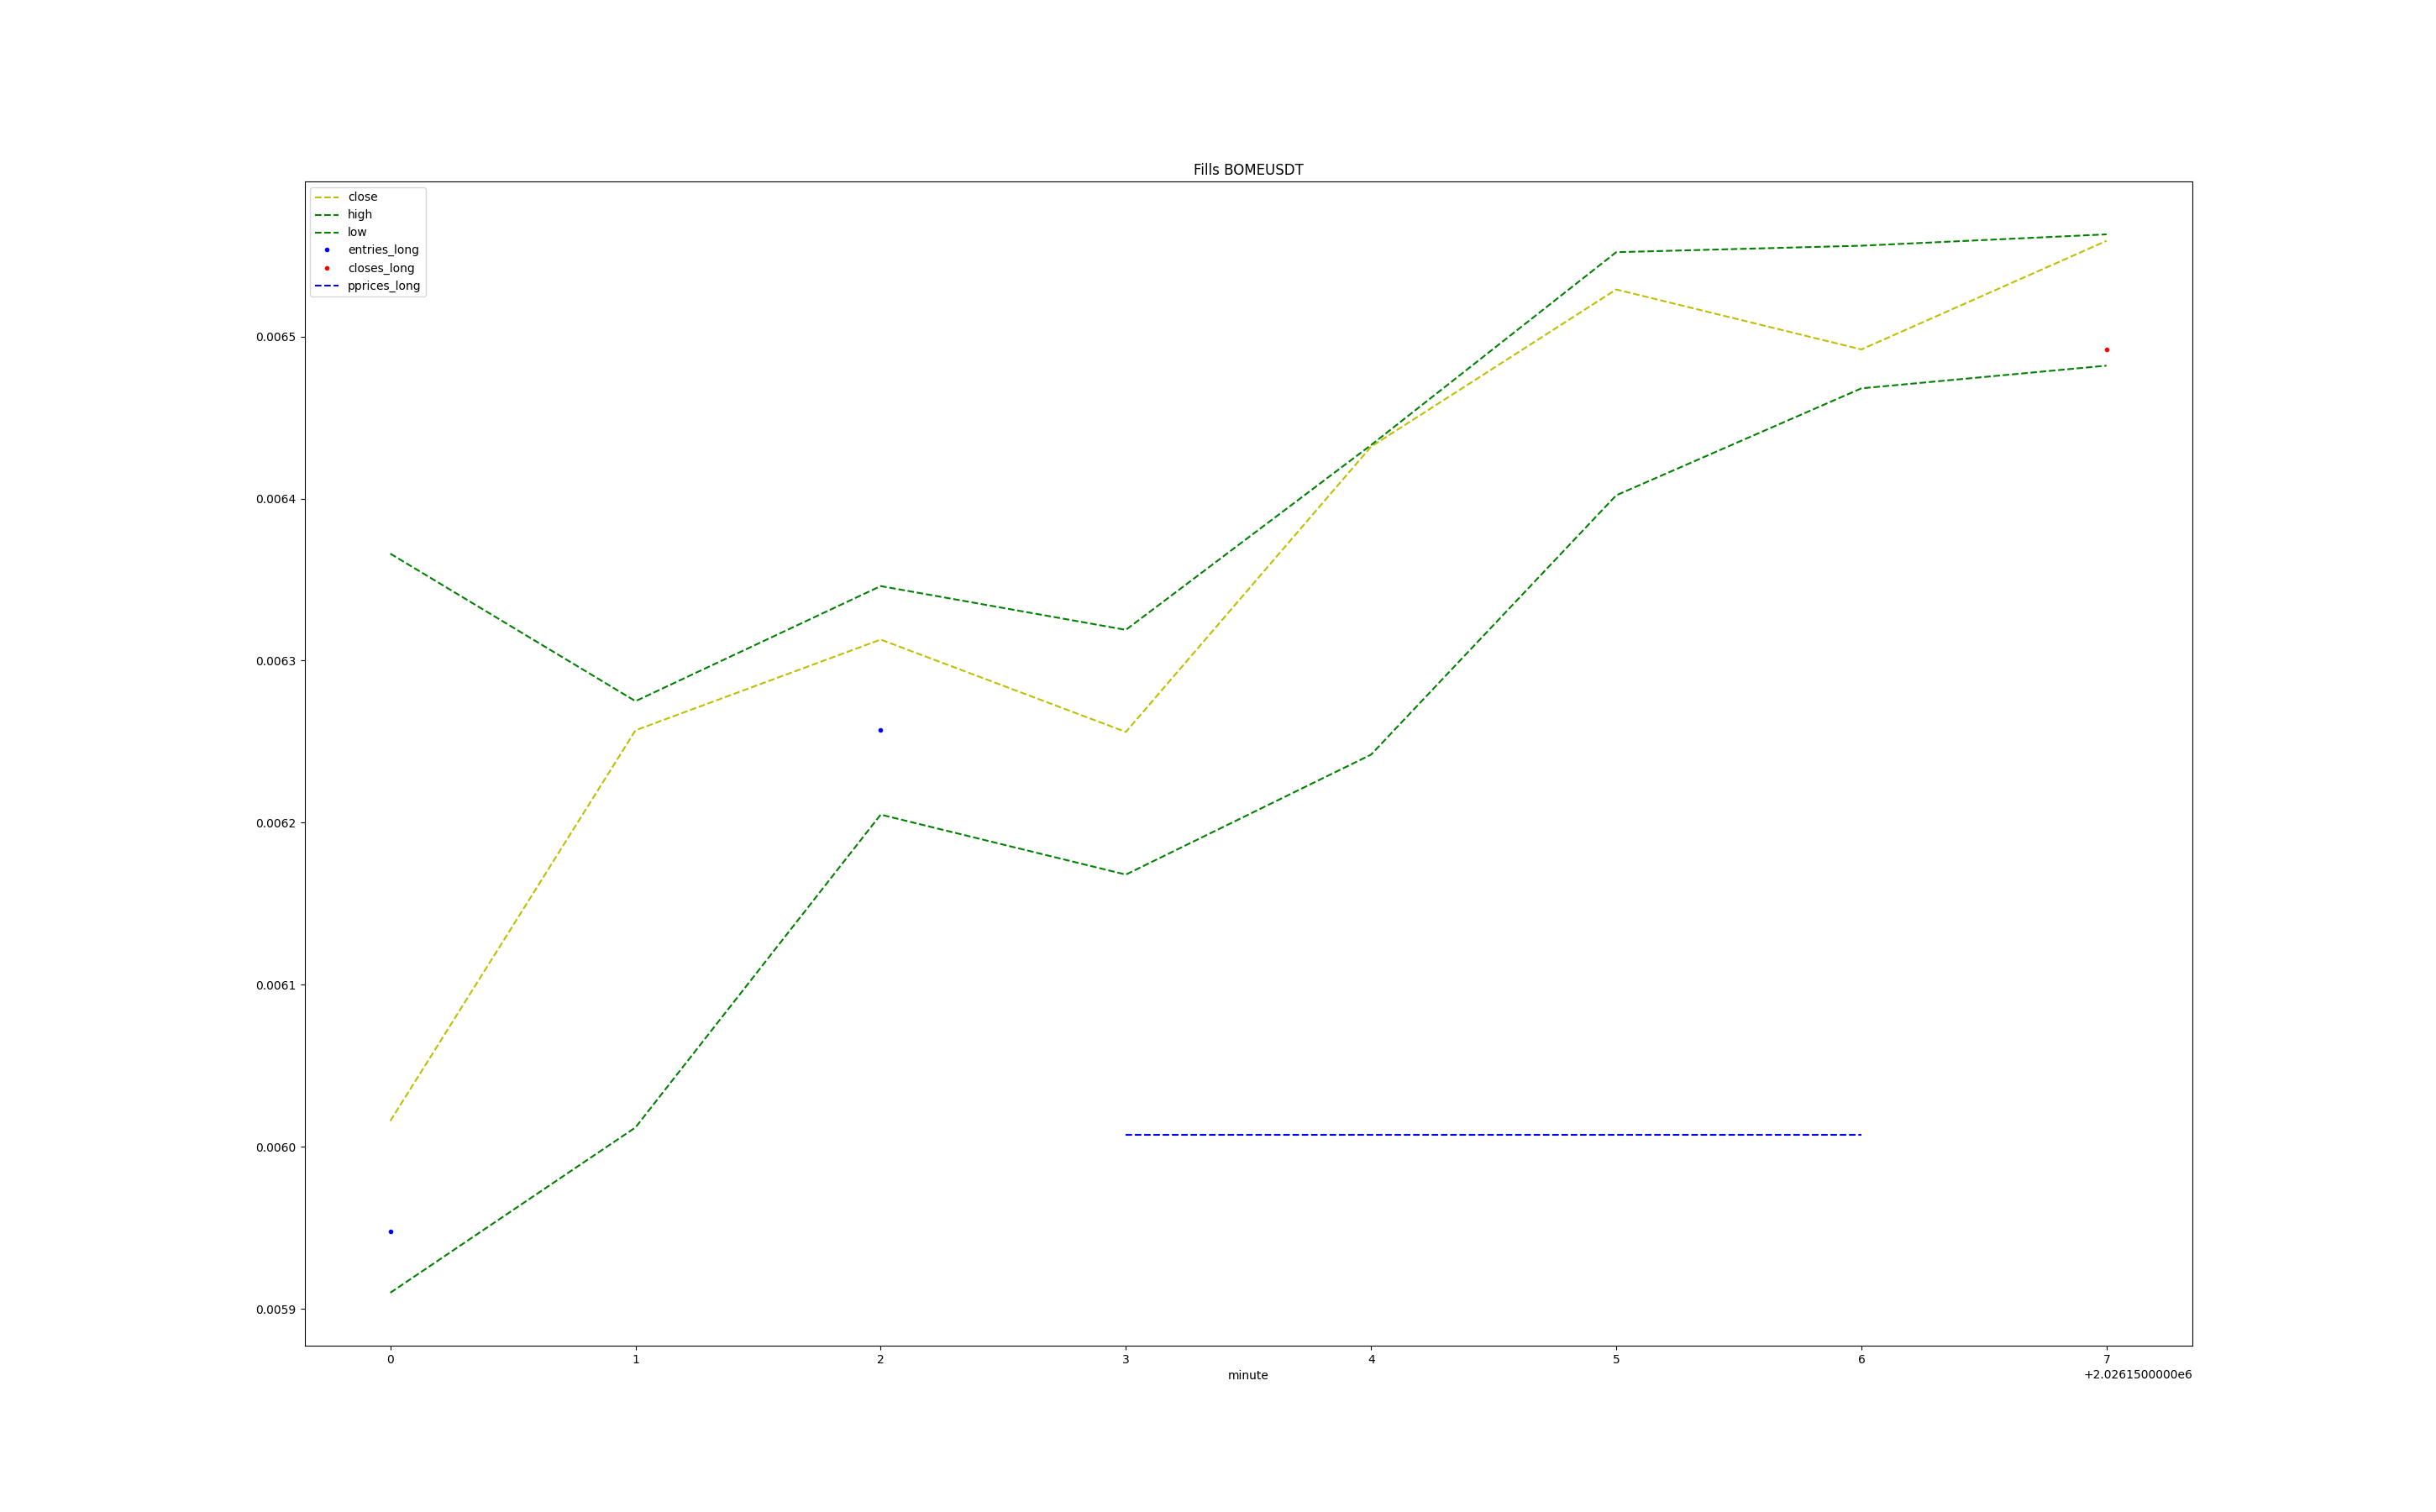 Fills BOMEUSDT
close
high
low
entries_long
closes_long
pprices_long
0.0065
0.0064
0.0063
0.0062
0.0061
0.0060
0.0059
0 1 2 3 4 5 6 7
minute
+2.0261500000e6